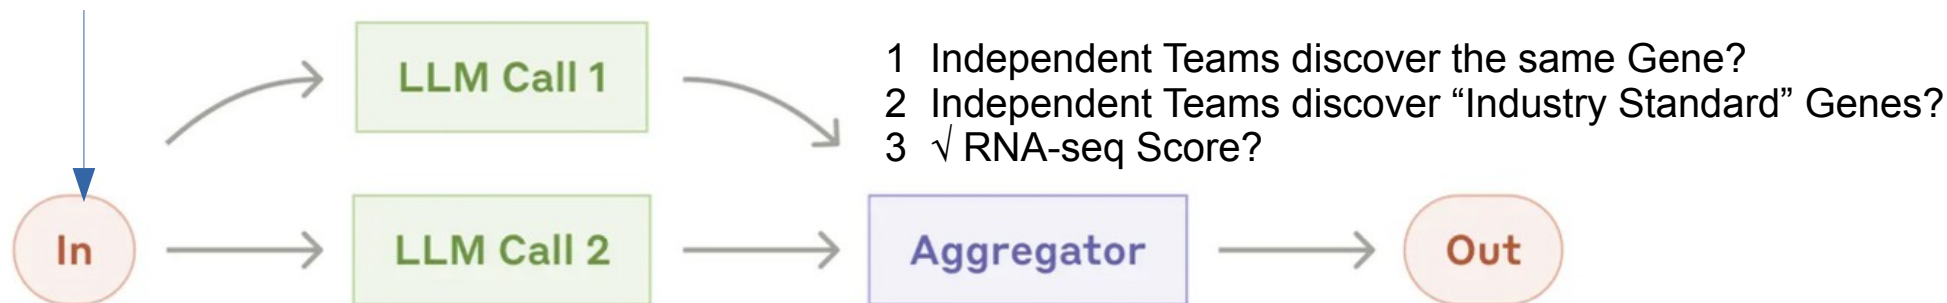 LLM Call 1
1 Independent Teams discover the same Gene?
2 Independent Teams discover “Industry Standard” Genes?
3 √ RNA-seq Score?
In
LLM Call 2
Aggregator
Out